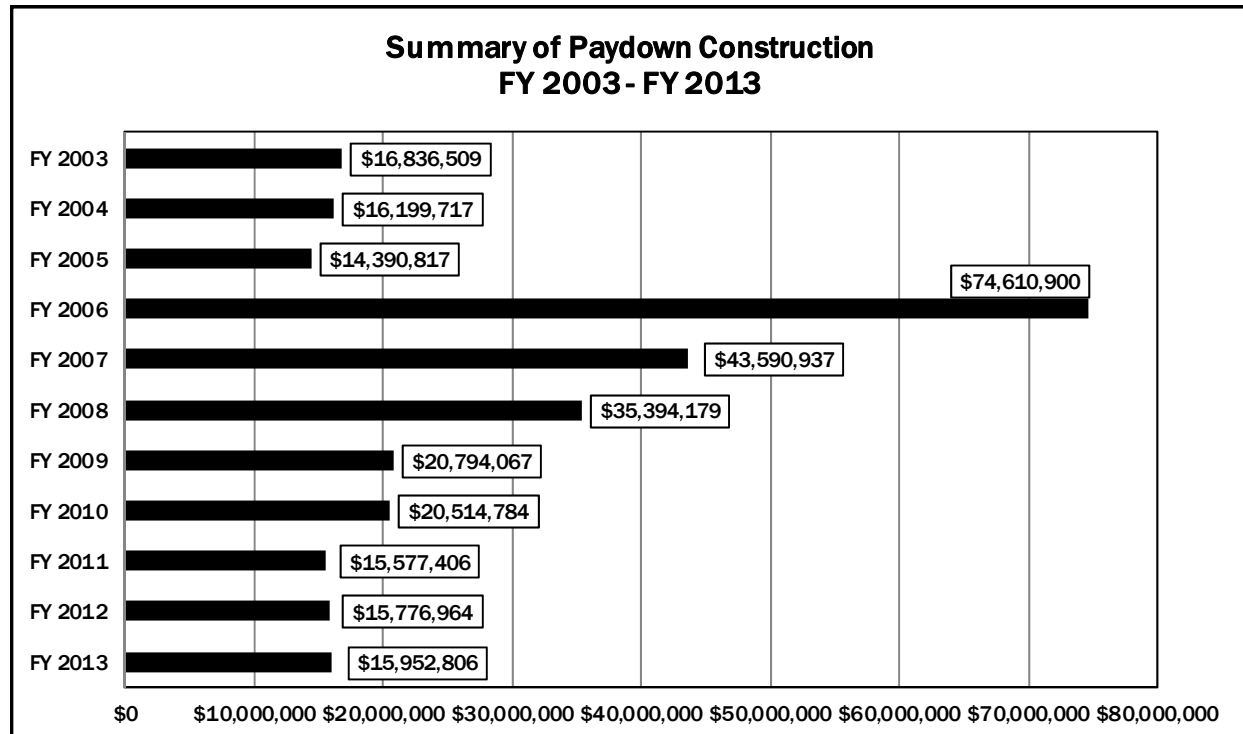 Summary of Paydown Construction
FY 2003 - FY 2013
FY 2003 $16,836,509
FY 2004 $16,199,717
FY 2005 $14,390,817
$74,610,900
FY 2006
FY 2007 $43,590,937
FY 2008 $35,394,179
FY 2009 $20,794,067
FY 2010 $20,514,784
FY 2011 $15,577,406
FY 2012 $15,776,964
FY 2013 $15,952,806
$0 $10,000,000 $20,000,000 $30,000,000 $40,000,000 $50,000,000 $60,000,000 $70,000,000 $80,000,000